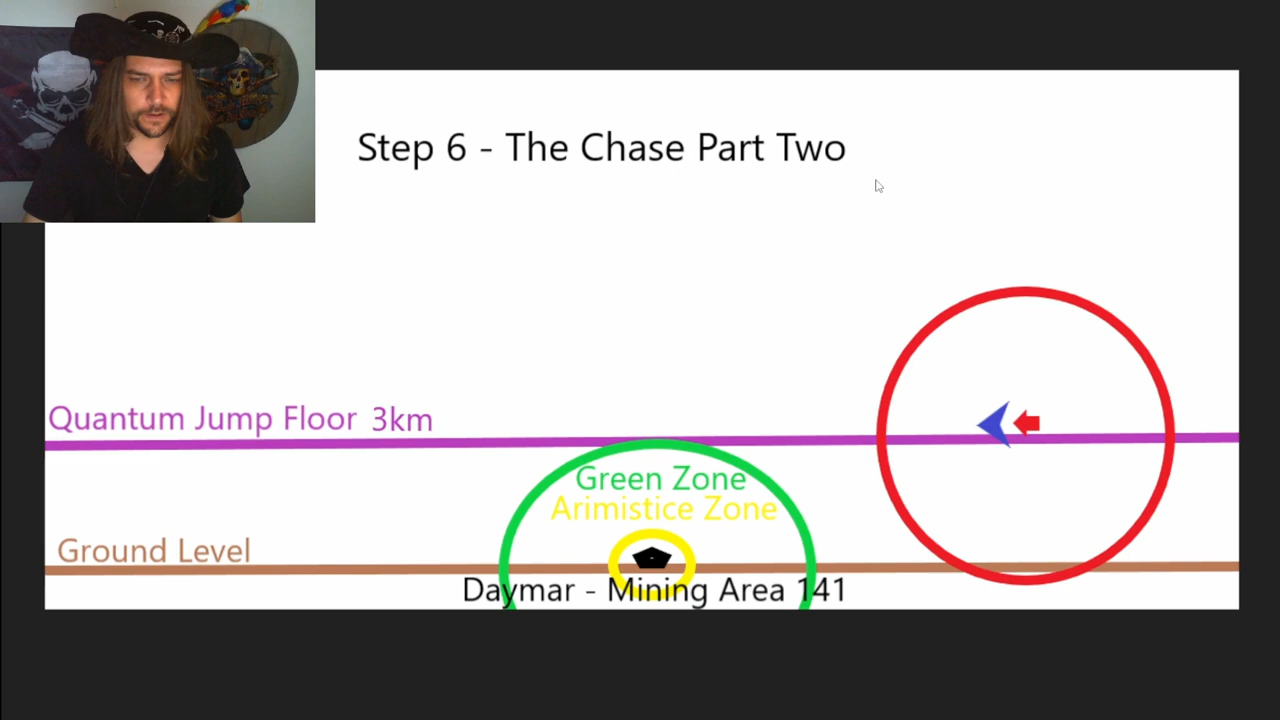 Step 6 - The Chase Part Two
Quantum Jump Floor 3km
Green Zone
Arimistice Zone
Ground Level
Daymar - Mining Area 141